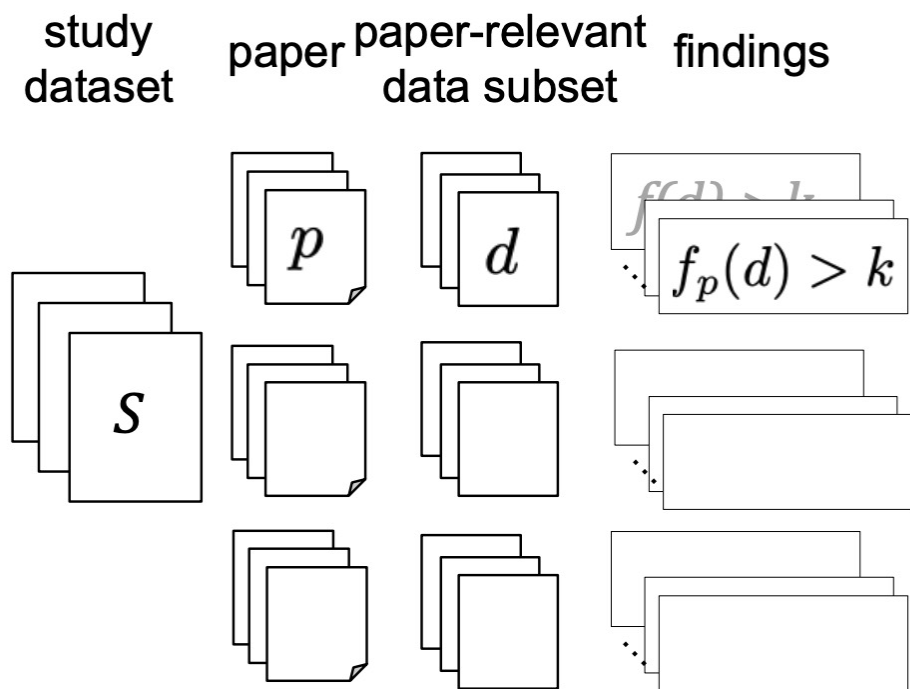 study
dataset
paper
paper-relevant
data subset
findings
p
d
f(d) > k
f_p(d) > k
S